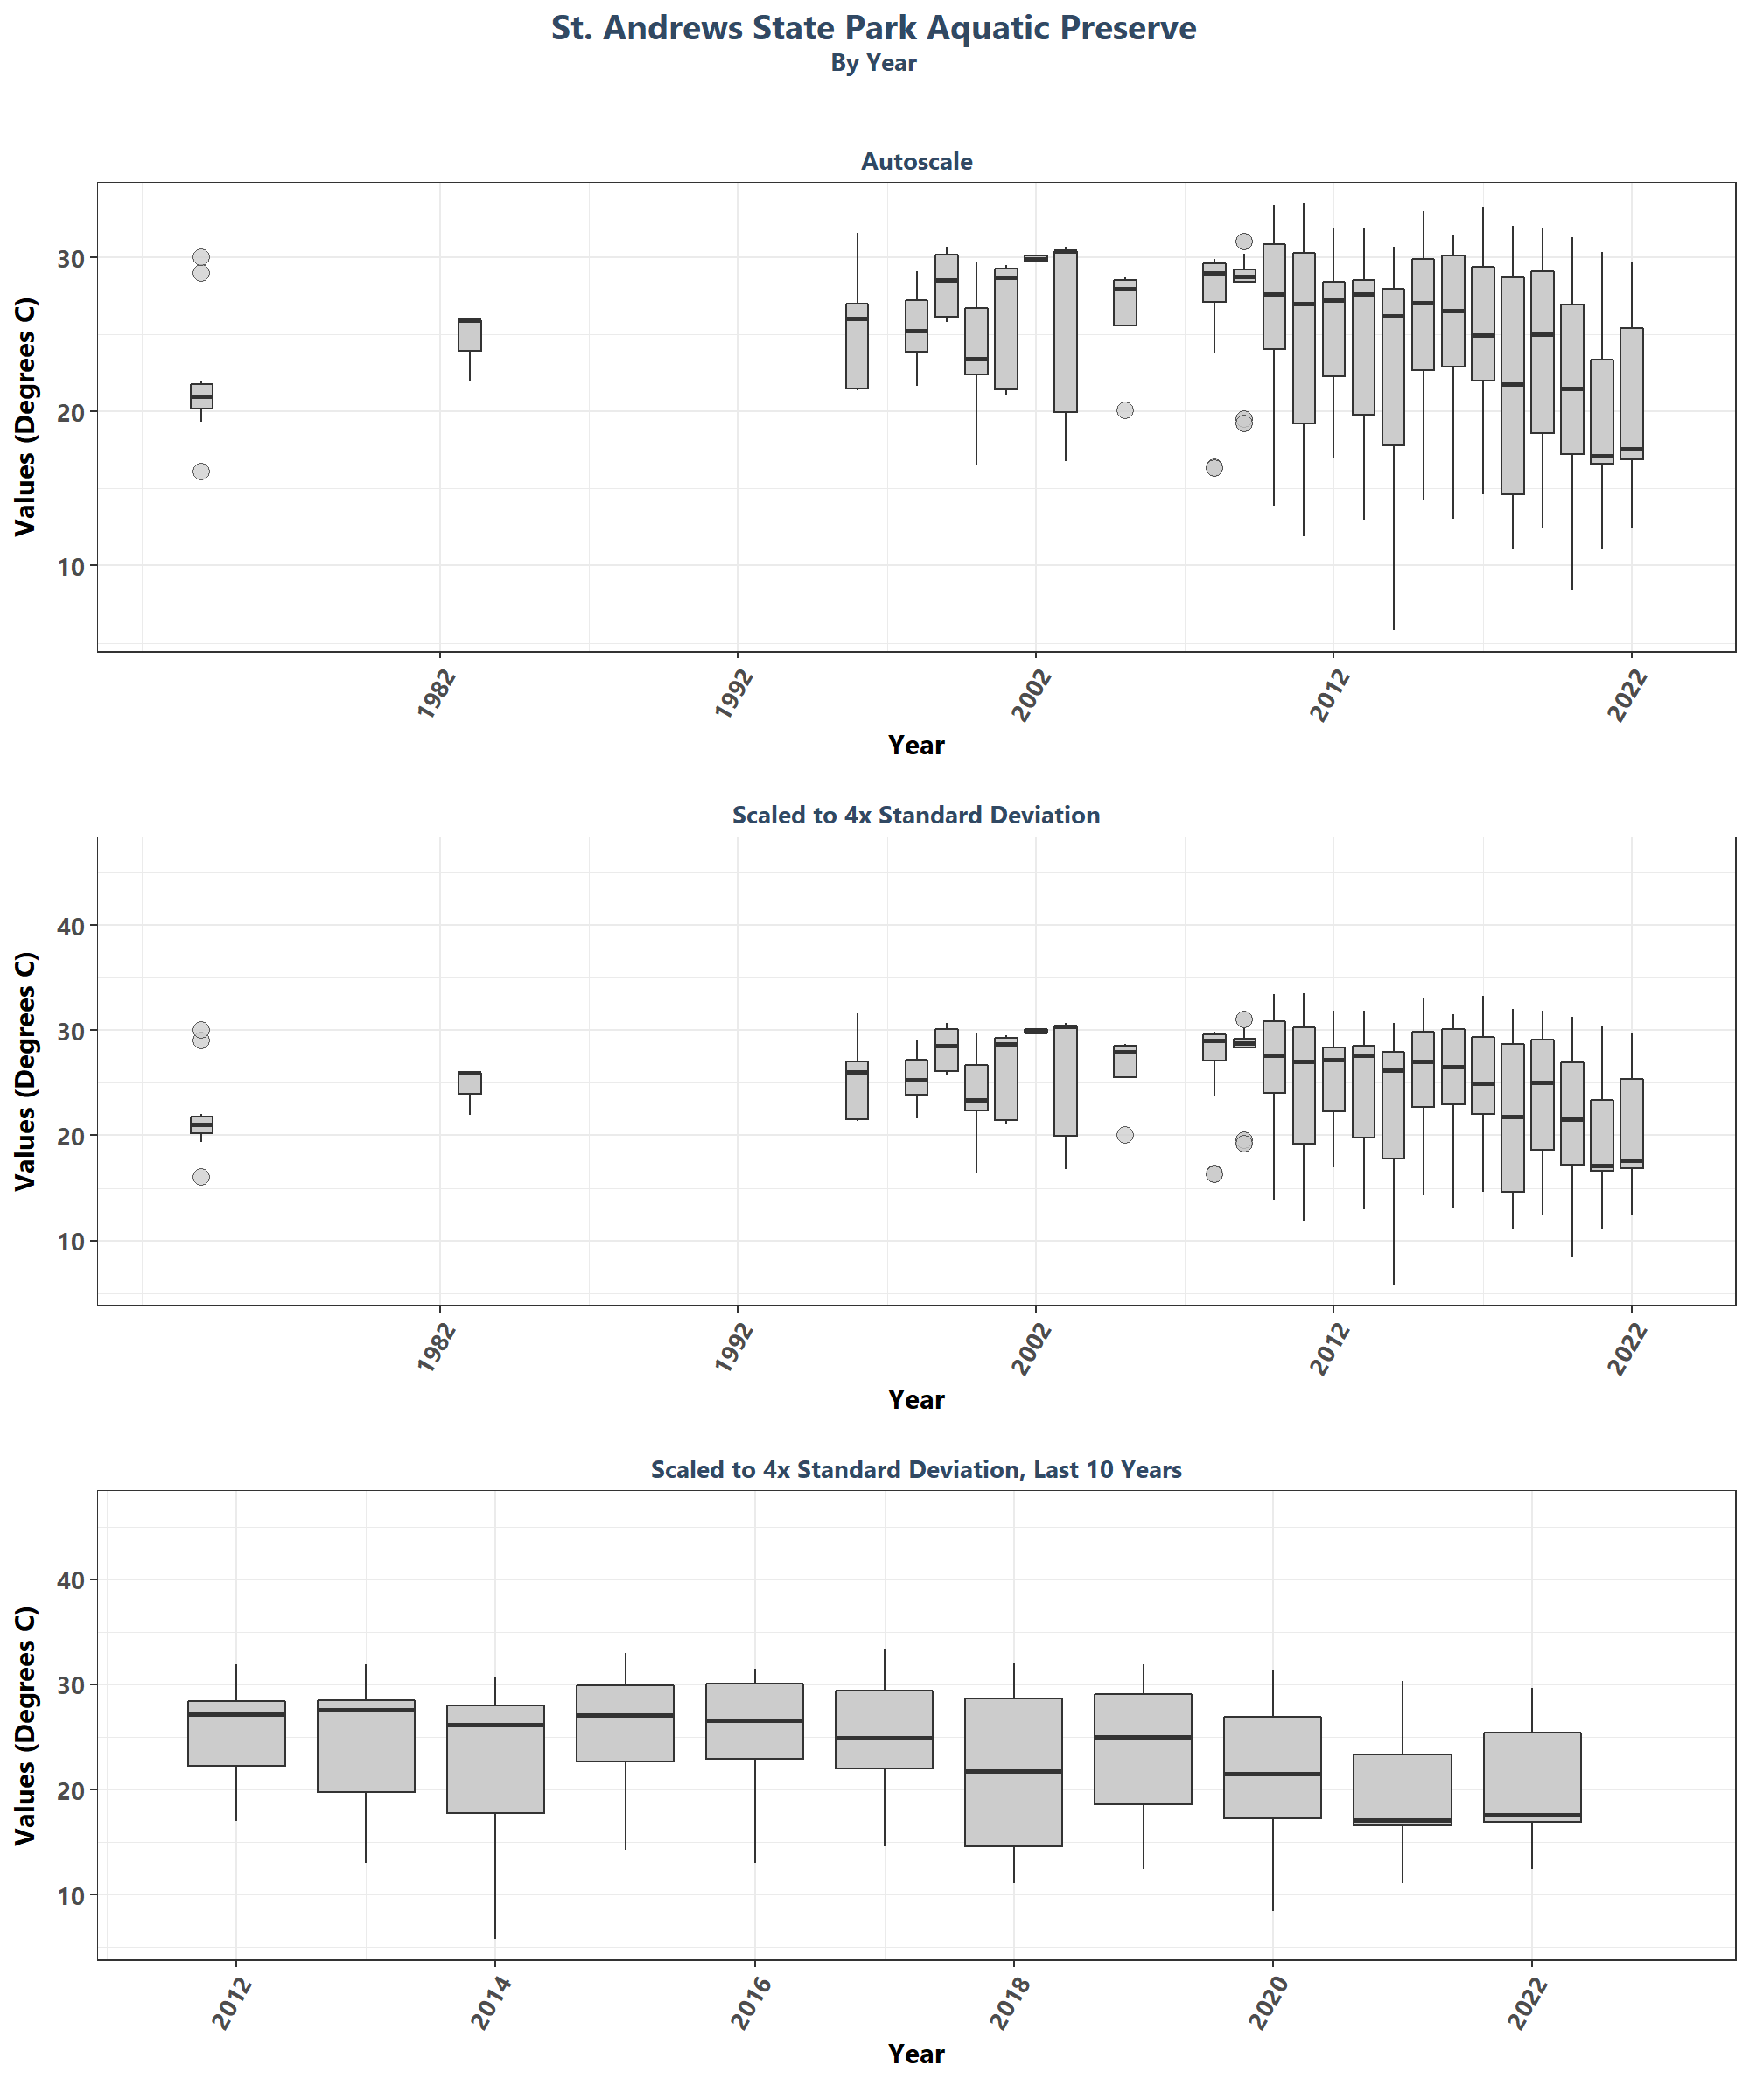 St. Andrews State Park Aquatic Preserve
By Year
Autoscale
Values (Degrees C)
30
20
10
1982
1992
2002
2012
2022
Year
Scaled to 4x Standard Deviation
Values (Degrees C)
40
30
20
10
1982
1992
2002
2012
2022
Year
Scaled to 4x Standard Deviation, Last 10 Years
Values (Degrees C)
40
30
20
10
2012
2014
2016
2018
2020
2022
Year